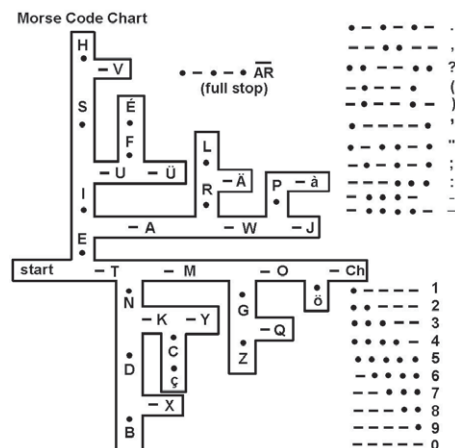 Morse Code Chart
H
– V
• – • – • AR
(full stop)
S
É
F
– U – Ü
L
R – Ä
P – à
I
– A – W – J
E
start – T – M – O – Ch
N
ö
– K – Y
G
– Q
C
Z
D
ç
– X
B
.
,
?
(
)
'
"
;
:
• – – – – 1
• • – – – 2
• • • – – 3
• • • • – 4
• • • • • 5
– • • • • 6
– – • • • 7
– – – • • 8
– – – – • 9
– – – – – 0